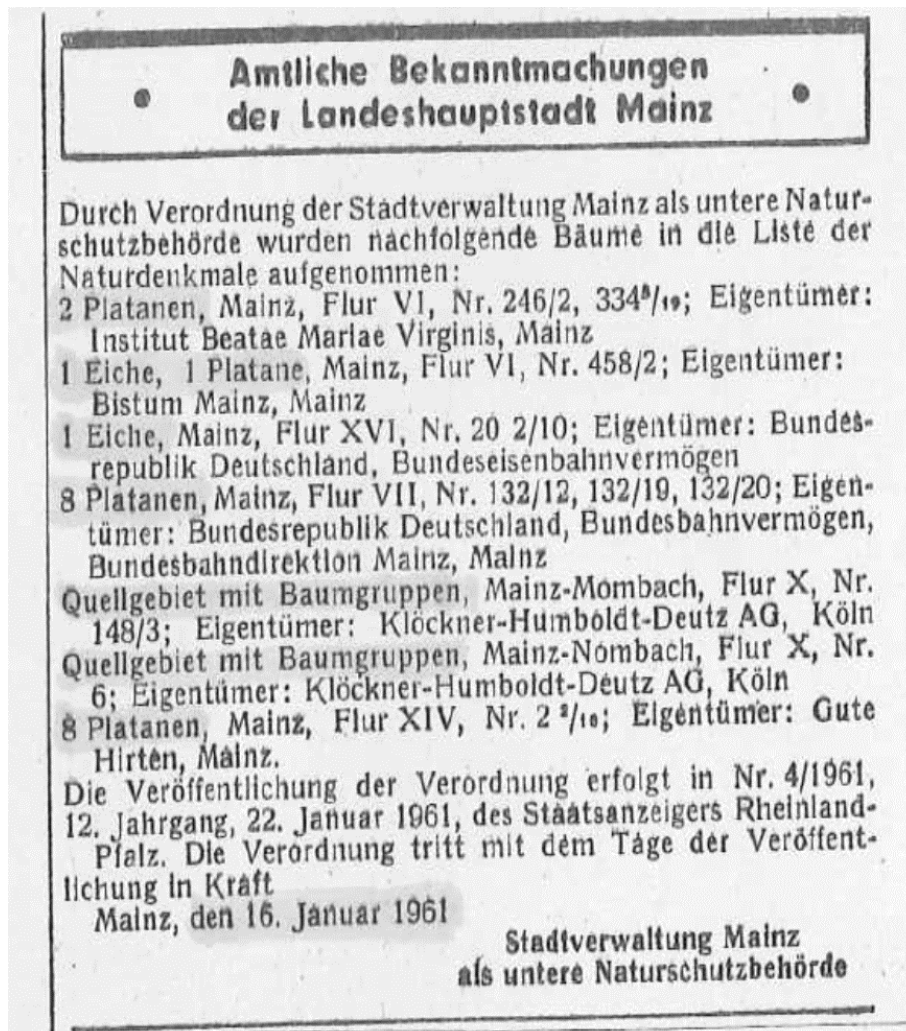 Amtliche Bekanntmachungen
der Landeshauptstadt Mainz
Durch Verordnung der Stadtverwaltung Mainz als untere Natur-
schutzbehörde wurden nachfolgende Bäume in die Liste der
Naturdenkmale aufgenommen:
2 Platanen, Mainz, Flur VI, Nr. 246/2, 334⁸/₁₉; Eigentümer:
Institut Beatae Mariae Virginis, Mainz
1 Eiche, 1 Platane, Mainz, Flur VI, Nr. 458/2; Eigentümer:
Bistum Mainz, Mainz
1 Eiche, Mainz, Flur XVI, Nr. 20 2/10; Eigentümer: Bundes-
republik Deutschland, Bundeseisenbahnvermögen
8 Platanen, Mainz, Flur VII, Nr. 132/12, 132/19, 132/20; Eigen-
tümer: Bundesrepublik Deutschland, Bundesbahnvermögen,
Bundesbahndirektion Mainz, Mainz
Quellgebiet mit Baumgruppen, Mainz-Mombach, Flur X, Nr.
148/3; Eigentümer: Klöckner-Humboldt-Deutz AG, Köln
Quellgebiet mit Baumgruppen, Mainz-Nombach, Flur X, Nr.
6; Eigentümer: Klöckner-Humboldt-Deutz AG, Köln
8 Platanen, Mainz, Flur XIV, Nr. 2 ²/₁₀; Eigentümer: Gute
Hirten, Mainz.
Die Veröffentlichung der Verordnung erfolgt in Nr. 4/1961,
12. Jahrgang, 22. Januar 1961, des Staatsanzeigers Rheinland-
Pfalz. Die Verordnung tritt mit dem Tage der Veröffent-
lichung in Kraft
Mainz, den 16. Januar 1961
Stadtverwaltung Mainz
als untere Naturschutzbehörde